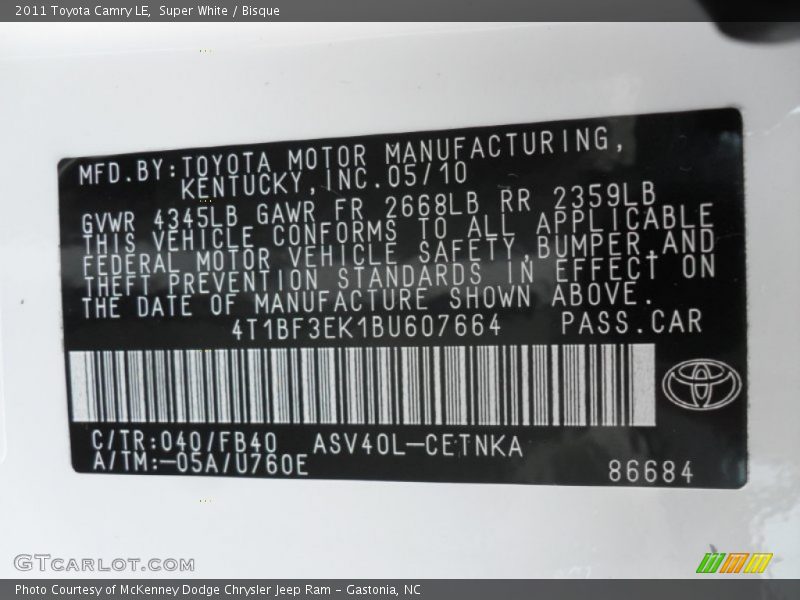 2011 Toyota Camry LE, Super White / Bisque
MFD.BY:TOYOTA MOTOR MANUFACTURING,
KENTUCKY,INC.05/10
GVWR 4345LB GAWR FR 2668LB RR 2359LB
THIS VEHICLE CONFORMS TO ALL APPLICABLE
FEDERAL MOTOR VEHICLE SAFETY,BUMPER,AND
THEFT PREVENTION STANDARDS IN EFFECT ON
THE DATE OF MANUFACTURE SHOWN ABOVE.
4T1BF3EK1BU607664 PASS.CAR
C/TR:040/FB40 ASV40L-CETNKA
A/TM:-05A/U760E
86684
GTCARLOT.COM
Photo Courtesy of McKenney Dodge Chrysler Jeep Ram - Gastonia, NC